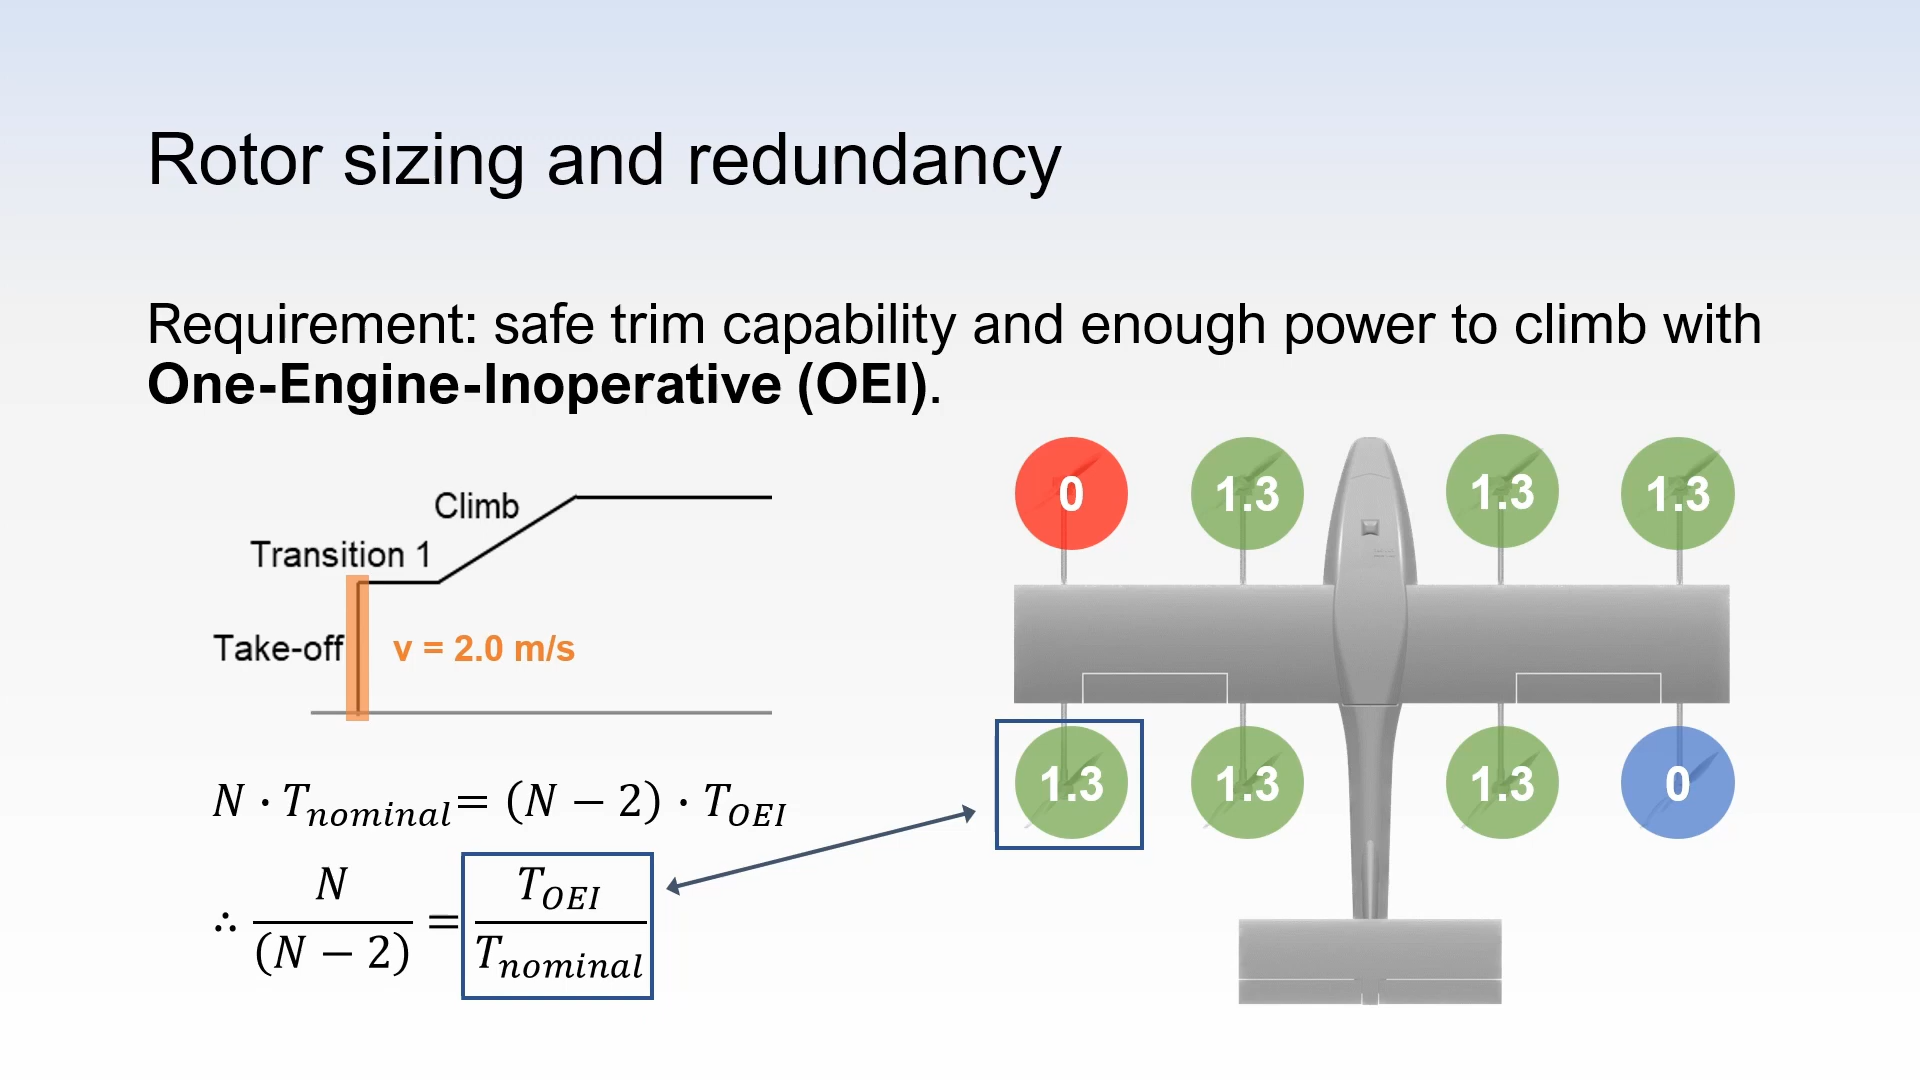 Rotor sizing and redundancy
Requirement: safe trim capability and enough power to climb with
One-Engine-Inoperative (OEI).
Climb
Transition 1
Take-off
v = 2.0 m/s
N · T_nominal = (N − 2) · T_OEI
∴ N/(N − 2) = T_OEI/T_nominal
0 1.3 1.3 1.3
1.3 1.3 1.3 0